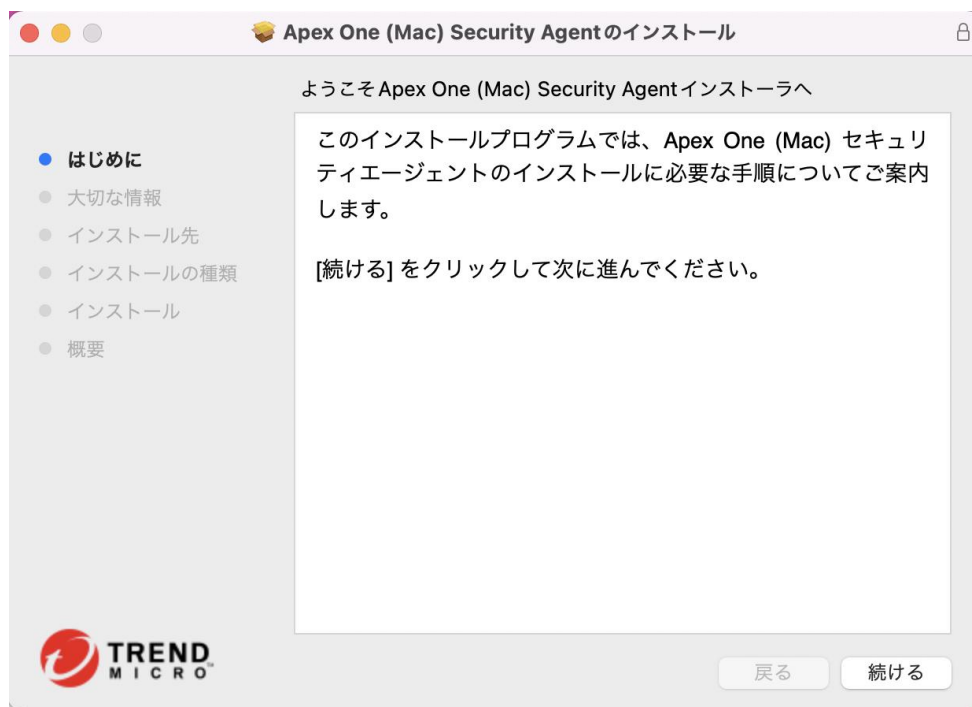 Apex One (Mac) Security Agentのインストール
ようこそApex One (Mac) Security Agentインストーラへ
はじめに
大切な情報
インストール先
インストールの種類
インストール
概要
このインストールプログラムでは、Apex One (Mac) セキュリ
ティエージェントのインストールに必要な手順についてご案内
します。
[続ける] をクリックして次に進んでください。
TREND
MICRO™
戻る
続ける